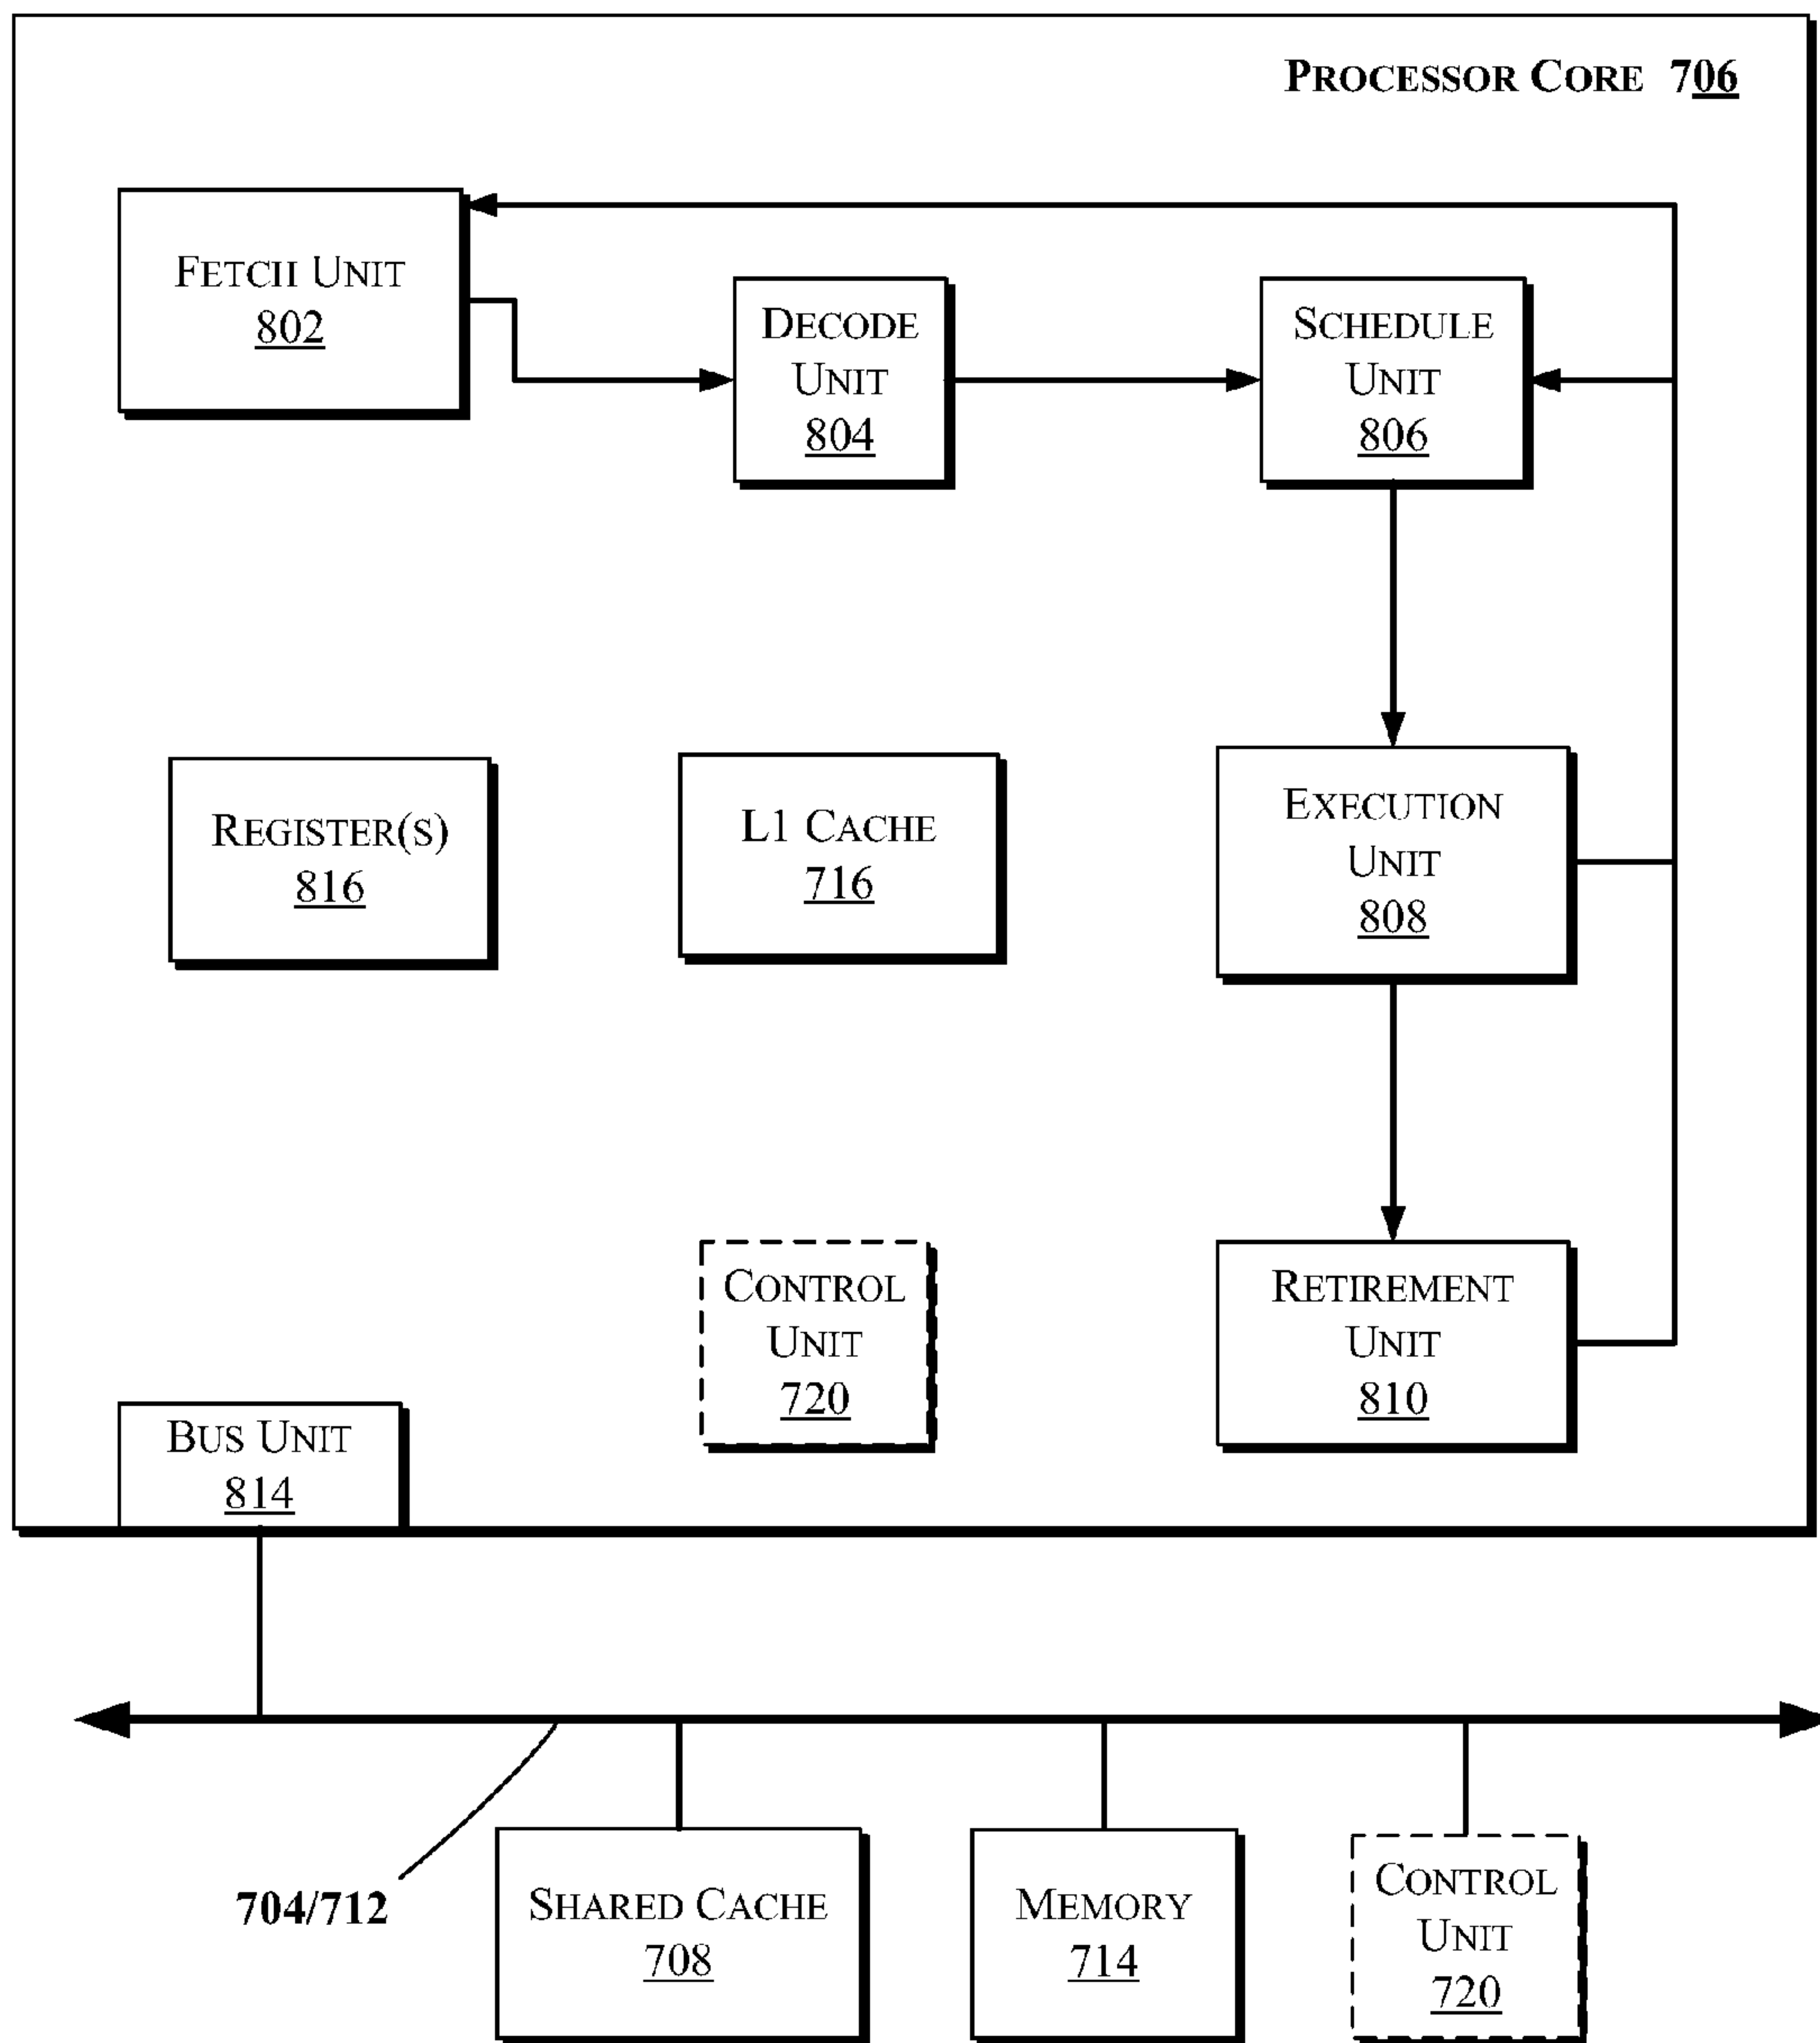 PROCESSOR CORE 706
FETCH UNIT
802
DECODE
UNIT
804
SCHEDULE
UNIT
806
REGISTER(S)
816
L1 CACHE
716
EXECUTION
UNIT
808
CONTROL
UNIT
720
RETIREMENT
UNIT
810
BUS UNIT
814
704/712
SHARED CACHE
708
MEMORY
714
CONTROL
UNIT
720